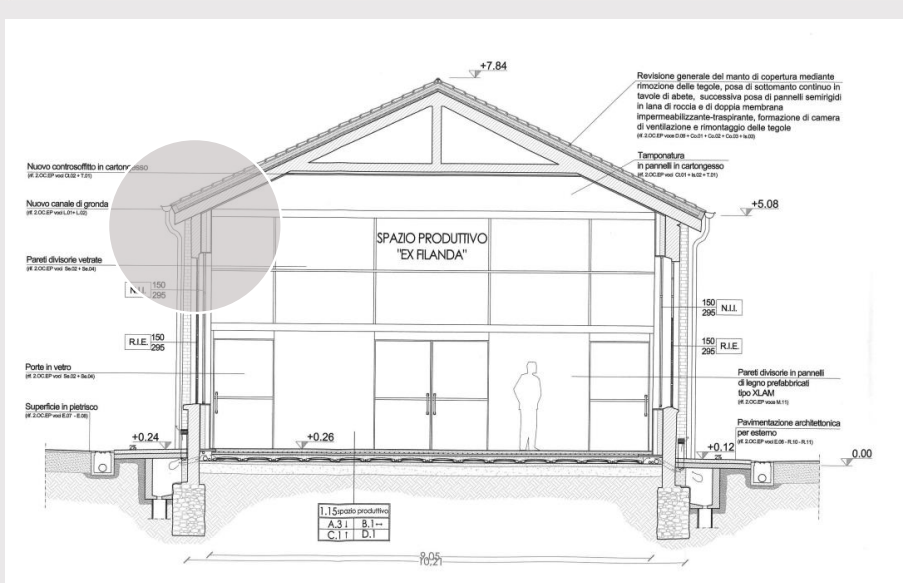 +7.84
Revisione generale del manto di copertura mediante
rimozione delle tegole, posa di sottomanto continuo in
tavole di abete, successiva posa di pannelli semirigidi
in lana di roccia e di doppia membrana
impermeabilizzante-traspirante, formazione di camera
di ventilazione e rimontaggio delle tegole
Tamponatura
in pannelli in cartongesso
+5.08
Nuovo controsoffitto in cartongesso
Nuovo canale di gronda
Pareti divisorie vetrate
SPAZIO PRODUTTIVO
"EX FILANDA"
N.I.I.
150
295
R.I.E.
150
295
150
295
N.I.I.
150
295
R.I.E.
Porte in vetro
Superficie in pietrisco
Pareti divisorie in pannelli
di legno prefabbricati
tipo XLAM
Pavimentazione architettonica
per esterno
+0.24
+0.26
+0.12
0.00
1.15 spazio produttivo
A.3↓ B.1↔
C.1↑ D.1
9,05
10,21